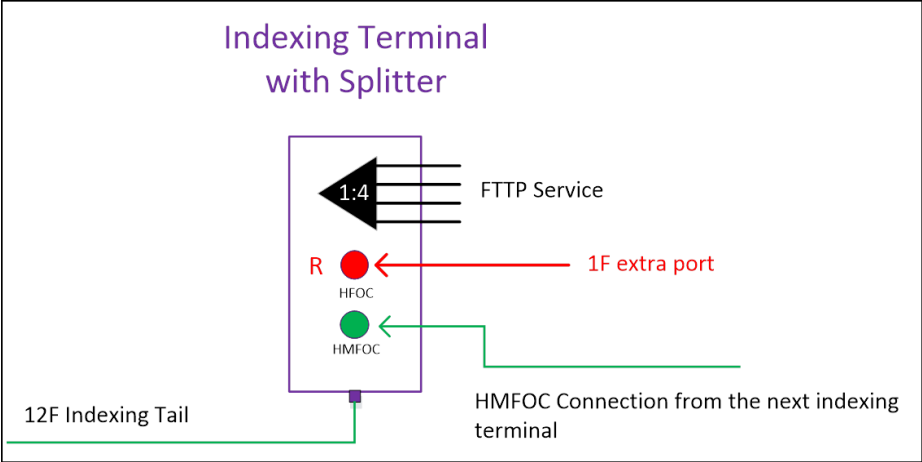 Indexing Terminal
with Splitter
1:4
FTTP Service
R
1F extra port
HFOC
HMFOC
HMFOC Connection from the next indexing
terminal
12F Indexing Tail